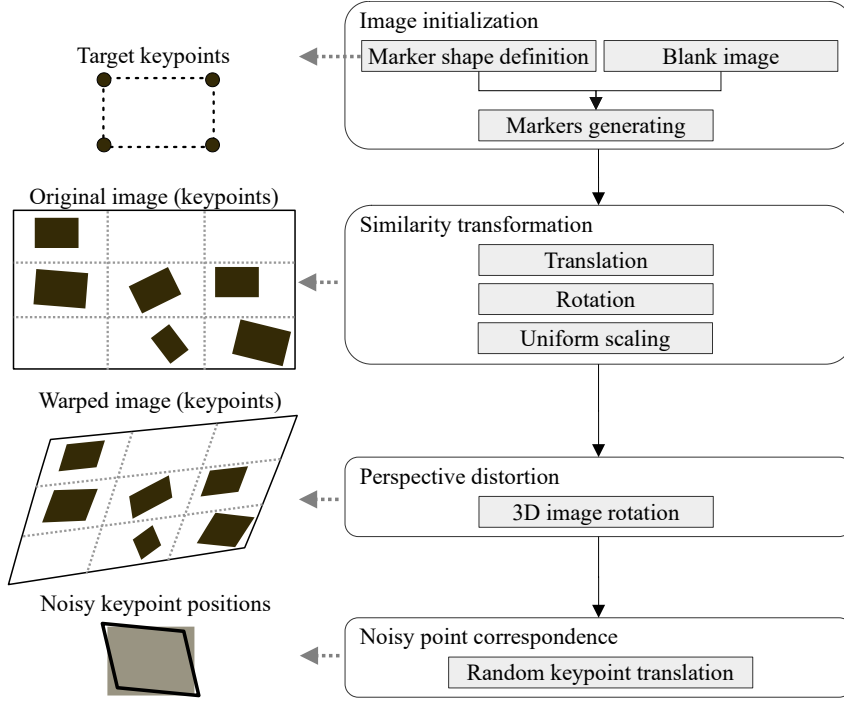 Image initialization
Target keypoints
Marker shape definition
Blank image
Markers generating
Original image (keypoints)
Similarity transformation
Translation
Rotation
Uniform scaling
Warped image (keypoints)
Perspective distortion
3D image rotation
Noisy keypoint positions
Noisy point correspondence
Random keypoint translation